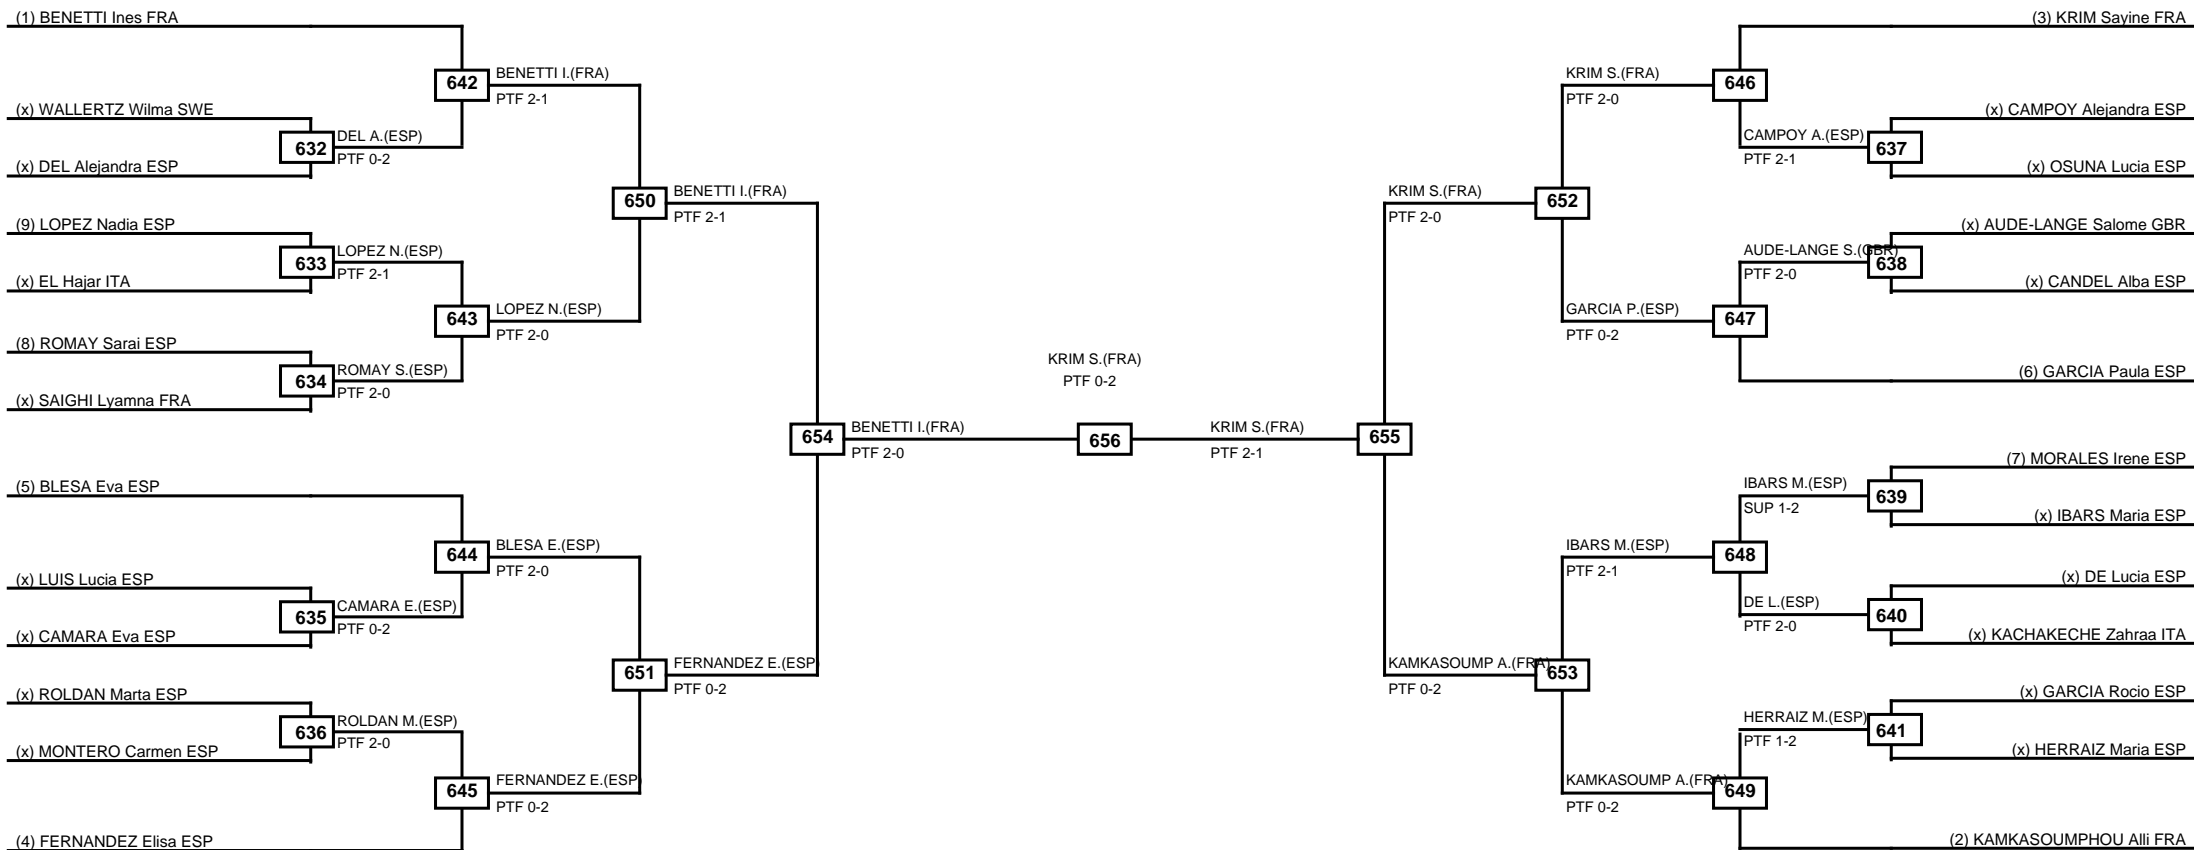 (1) BENETTI Ines FRA
(x) WALLERTZ Wilma SWE
(x) DEL Alejandra ESP
(9) LOPEZ Nadia ESP
(x) EL Hajar ITA
(8) ROMAY Sarai ESP
(x) SAIGHI Lyamna FRA
(5) BLESA Eva ESP
(x) LUIS Lucia ESP
(x) CAMARA Eva ESP
(x) ROLDAN Marta ESP
(x) MONTERO Carmen ESP
(4) FERNANDEZ Elisa ESP
632
DEL A.(ESP)
PTF 0-2
633
LOPEZ N.(ESP)
PTF 2-1
634
ROMAY S.(ESP)
PTF 2-0
635
CAMARA E.(ESP)
PTF 0-2
636
ROLDAN M.(ESP)
PTF 2-0
642
BENETTI I.(FRA)
PTF 2-1
643
LOPEZ N.(ESP)
PTF 2-0
644
BLESA E.(ESP)
PTF 2-0
645
FERNANDEZ E.(ESP)
PTF 0-2
650
BENETTI I.(FRA)
PTF 2-1
651
FERNANDEZ E.(ESP)
PTF 0-2
654
BENETTI I.(FRA)
PTF 2-0
KRIM S.(FRA)
PTF 0-2
656
KRIM S.(FRA)
PTF 2-1
655
KRIM S.(FRA)
PTF 2-0
652
KAMKASOUMP A.(FRA)
PTF 0-2
653
KRIM S.(FRA)
PTF 2-0
646
GARCIA P.(ESP)
PTF 0-2
647
IBARS M.(ESP)
PTF 2-1
648
KAMKASOUMP A.(FRA)
PTF 0-2
649
CAMPOY A.(ESP)
PTF 2-1
637
AUDE-LANGE S.(GBR)
PTF 2-0
638
IBARS M.(ESP)
SUP 1-2
639
DE L.(ESP)
PTF 2-0
640
HERRAIZ M.(ESP)
PTF 1-2
641
(3) KRIM Sayine FRA
(x) CAMPOY Alejandra ESP
(x) OSUNA Lucia ESP
(x) AUDE-LANGE Salome GBR
(x) CANDEL Alba ESP
(6) GARCIA Paula ESP
(7) MORALES Irene ESP
(x) IBARS Maria ESP
(x) DE Lucia ESP
(x) KACHAKECHE Zahraa ITA
(x) GARCIA Rocio ESP
(x) HERRAIZ Maria ESP
(2) KAMKASOUMPHOU Alli FRA